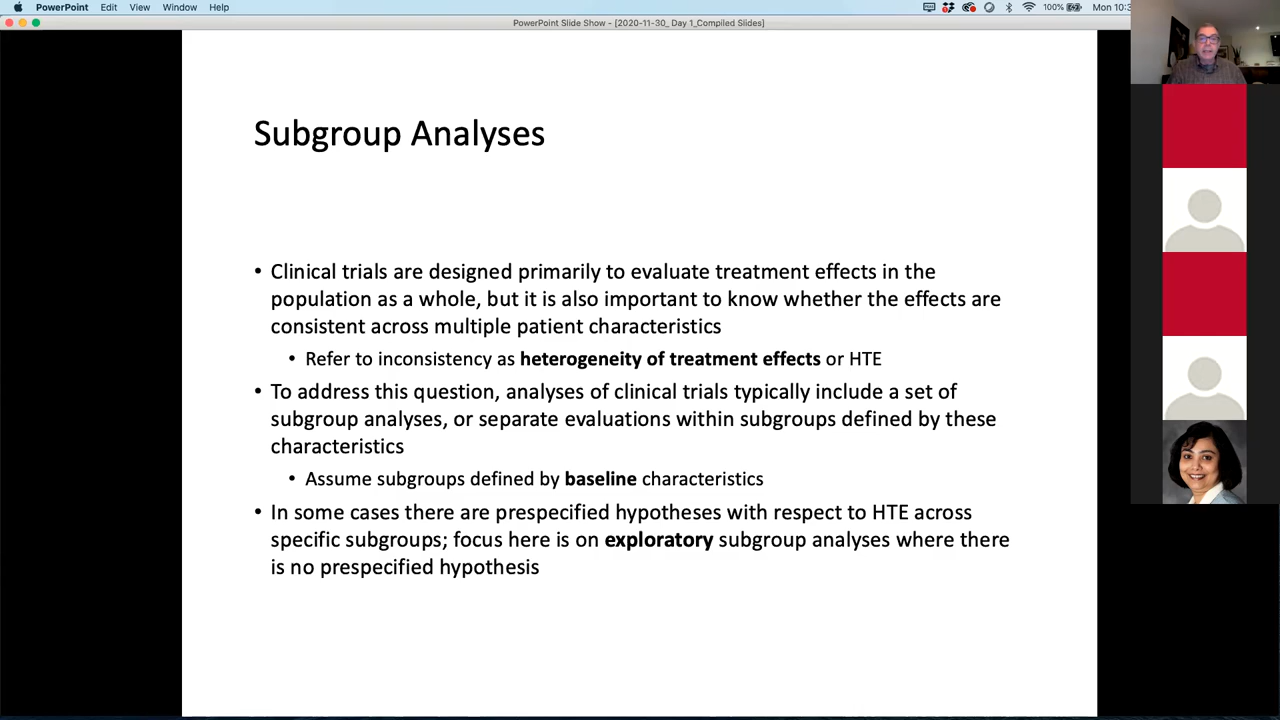 PowerPoint Edit View Window Help 100% Mon 10:3
PowerPoint Slide Show - [2020-11-30_ Day 1_Compiled Slides]
Subgroup Analyses
• Clinical trials are designed primarily to evaluate treatment effects in the
population as a whole, but it is also important to know whether the effects are
consistent across multiple patient characteristics
• Refer to inconsistency as heterogeneity of treatment effects or HTE
• To address this question, analyses of clinical trials typically include a set of
subgroup analyses, or separate evaluations within subgroups defined by these
characteristics
• Assume subgroups defined by baseline characteristics
• In some cases there are prespecified hypotheses with respect to HTE across
specific subgroups; focus here is on exploratory subgroup analyses where there
is no prespecified hypothesis